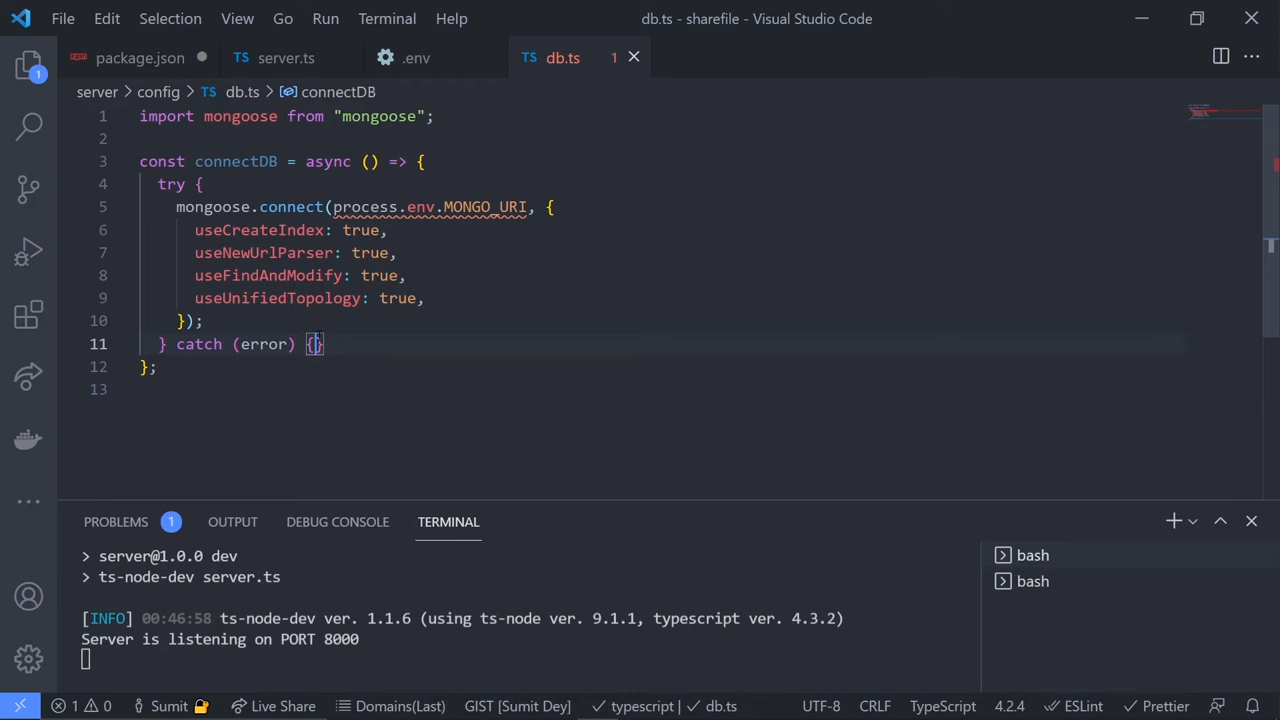 File Edit Selection View Go Run Terminal Help db.ts - sharefile - Visual Studio Code
package.json TS server.ts .env TS db.ts 1
1
server > config > TS db.ts > connectDB
1 import mongoose from "mongoose";
2
3 const connectDB = async () => {
4 try {
5 mongoose.connect(process.env.MONGO_URI, {
6 useCreateIndex: true,
7 useNewUrlParser: true,
8 useFindAndModify: true,
9 useUnifiedTopology: true,
10 });
11 } catch (error) {}
12 };
13
PROBLEMS 1 OUTPUT DEBUG CONSOLE TERMINAL
> server@1.0.0 dev
> ts-node-dev server.ts
[INFO] 00:46:58 ts-node-dev ver. 1.1.6 (using ts-node ver. 9.1.1, typescript ver. 4.3.2)
Server is listening on PORT 8000
bash
bash
1 0 Sumit Live Share Domains(Last) GIST [Sumit Dey] typescript | db.ts UTF-8 CRLF TypeScript 4.2.4 ESLint Prettier